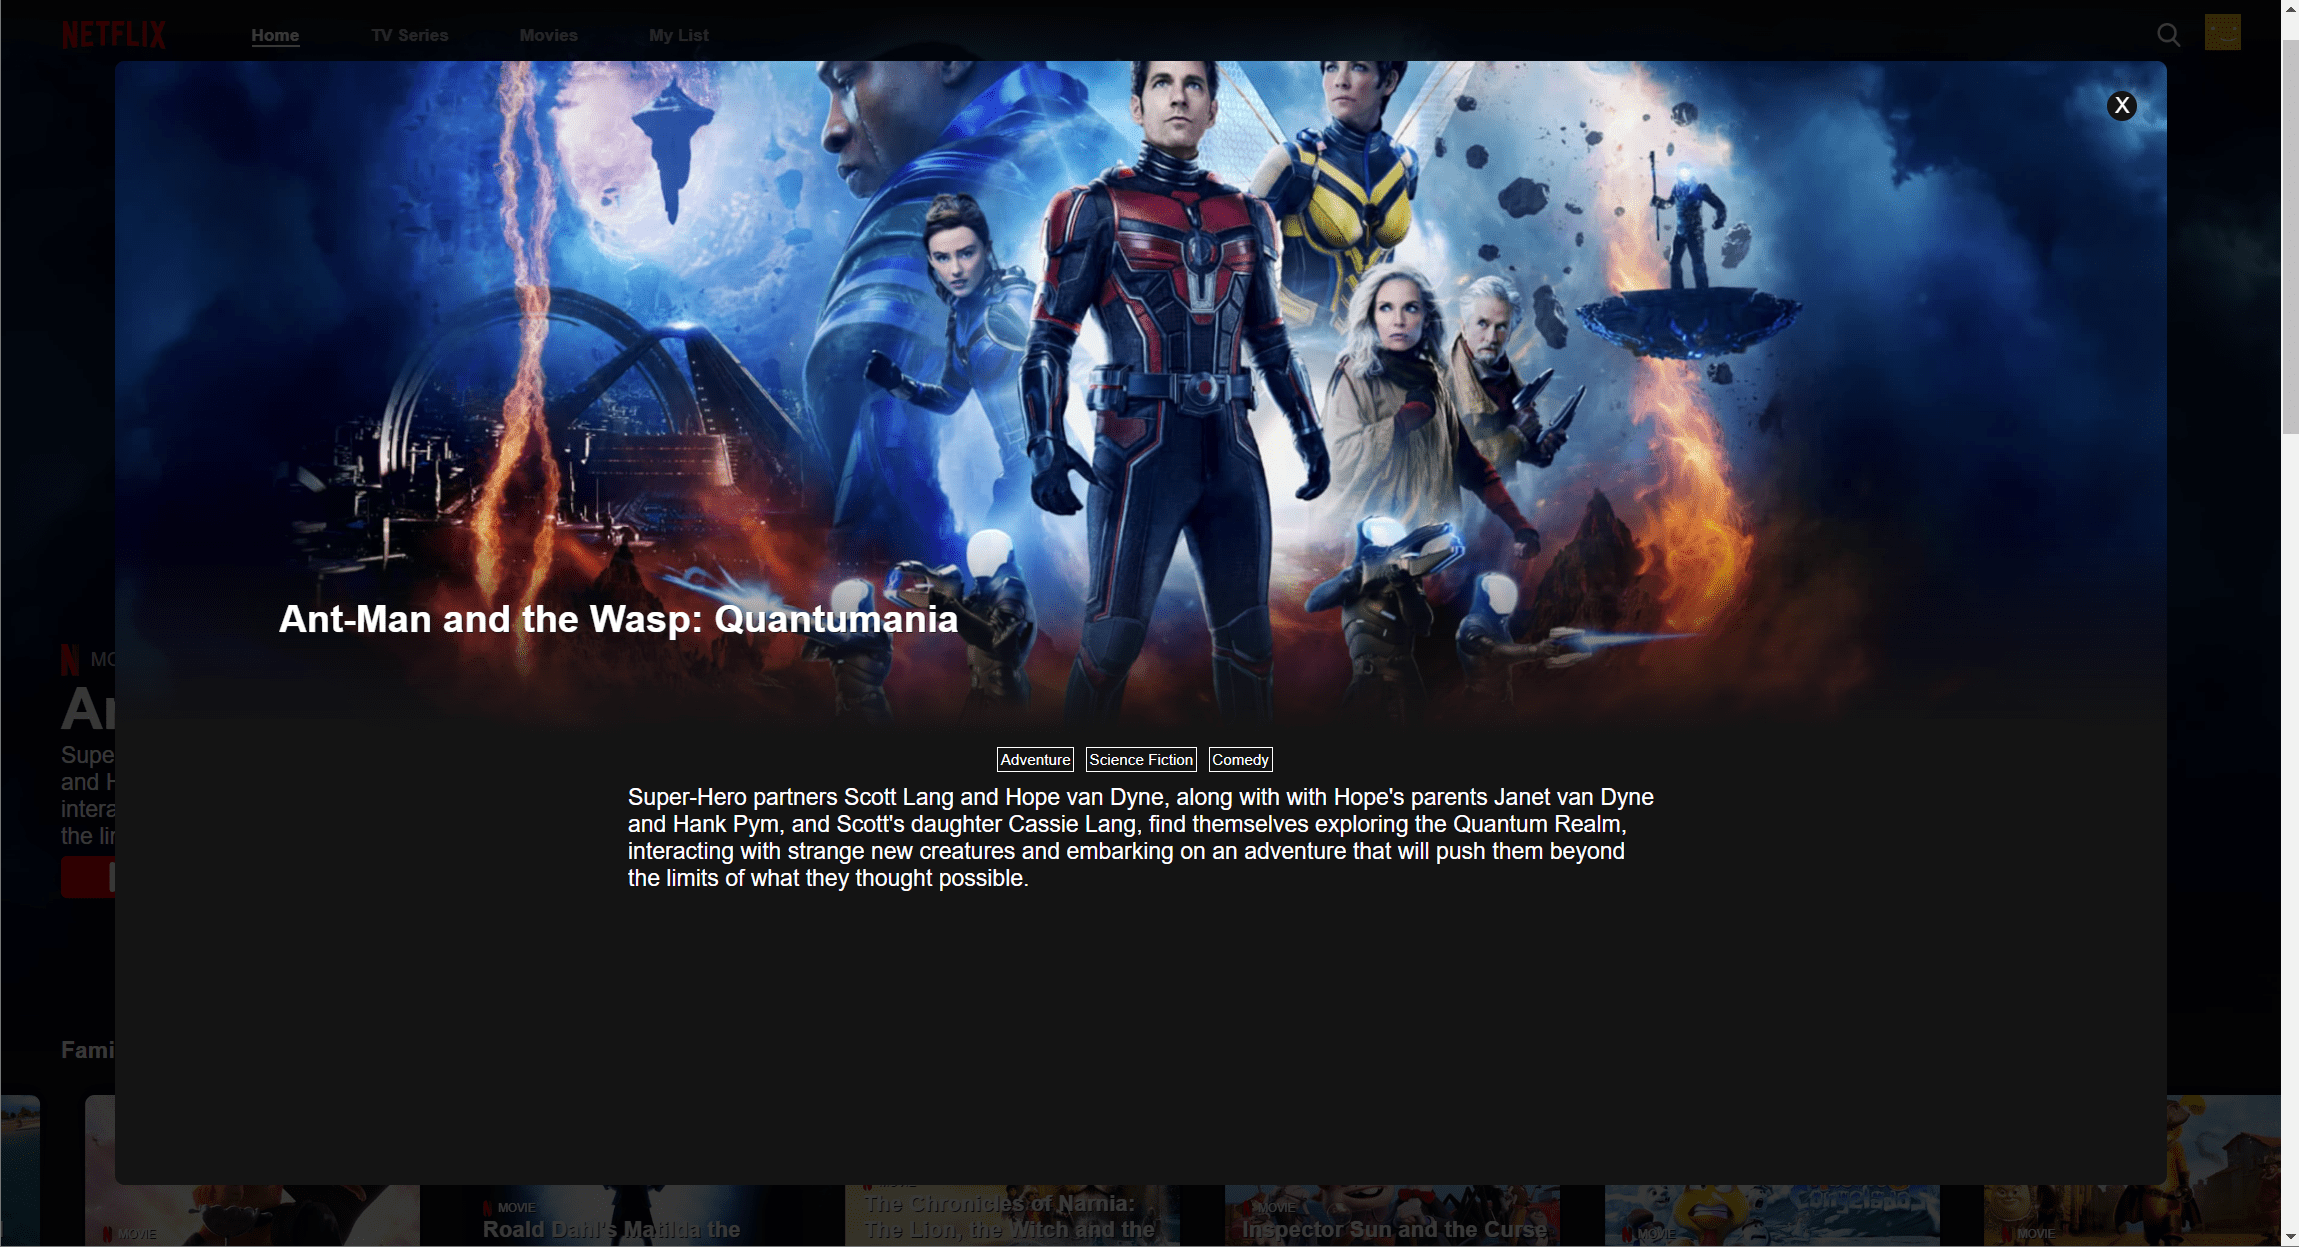 NETFLIX
Home
TV Series
Movies
My List
X
Ant-Man and the Wasp: Quantumania
Adventure
Science Fiction
Comedy
Super-Hero partners Scott Lang and Hope van Dyne, along with with Hope's parents Janet van Dyne
and Hank Pym, and Scott's daughter Cassie Lang, find themselves exploring the Quantum Realm,
interacting with strange new creatures and embarking on an adventure that will push them beyond
the limits of what they thought possible.
N MO
An
Supe
and H
intera
the li
Fami
MOVIE
MOVIE
Roald Dahl's Matilda the
MOVIE
The Chronicles of Narnia:
The Lion, the Witch and the
MOVIE
Inspector Sun and the Curse
MOVIE
MOVIE